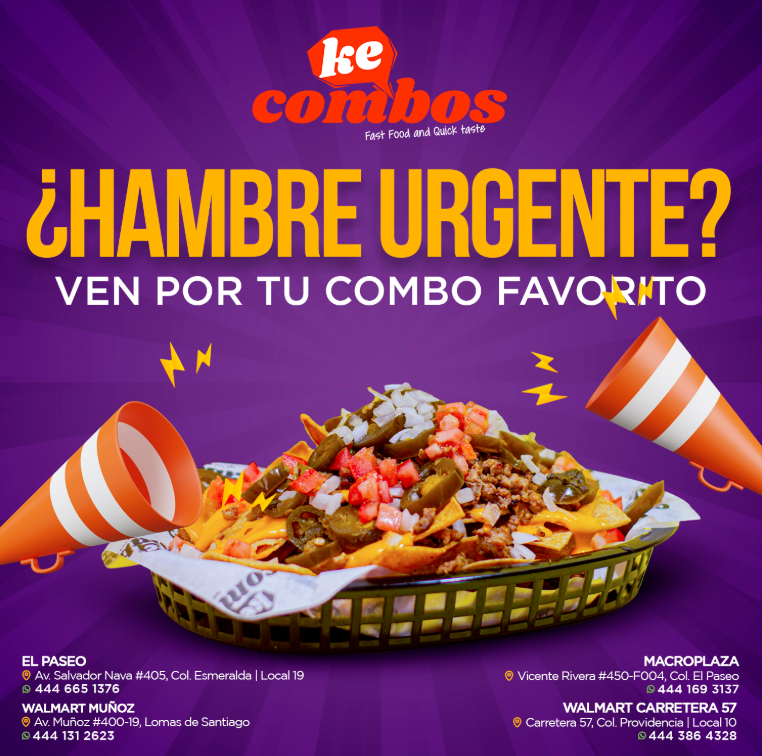 ke
combos
Fast Food and Quick taste
¿HAMBRE URGENTE?
VEN POR TU COMBO FAVORITO
EL PASEO
Av. Salvador Nava #405, Col. Esmeralda | Local 19
444 665 1376
WALMART MUÑOZ
Av. Muñoz #400-19, Lomas de Santiago
444 131 2623
MACROPLAZA
Vicente Rivera #450-F004, Col. El Paseo
444 169 3137
WALMART CARRETERA 57
Carretera 57, Col. Providencia | Local 10
444 386 4328